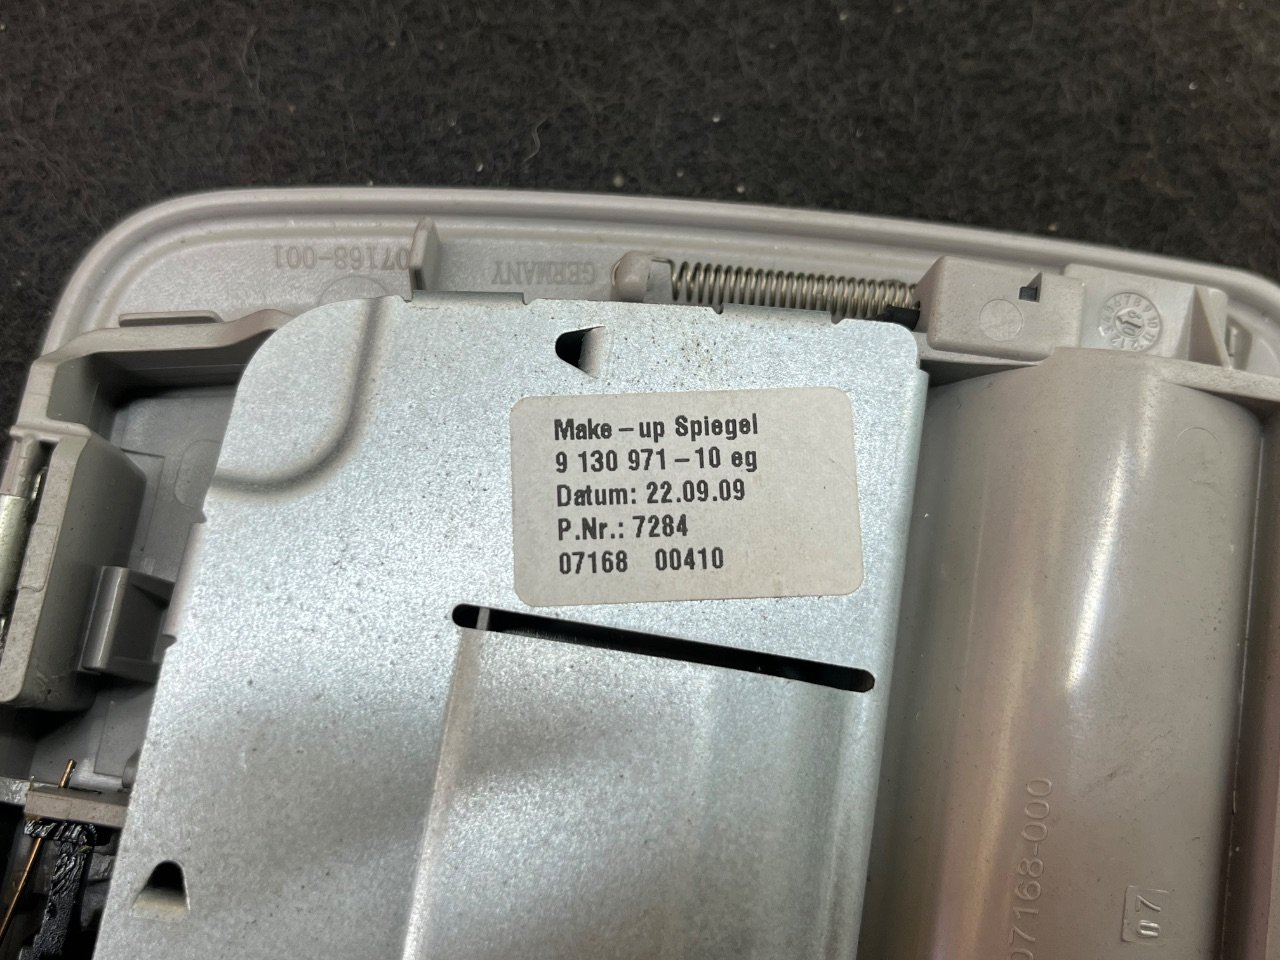 07168-001
GERMANY
Make-up Spiegel
9 130 971-10 eg
Datum: 22.09.09
P.Nr.: 7284
07168 00410
07168-000
07